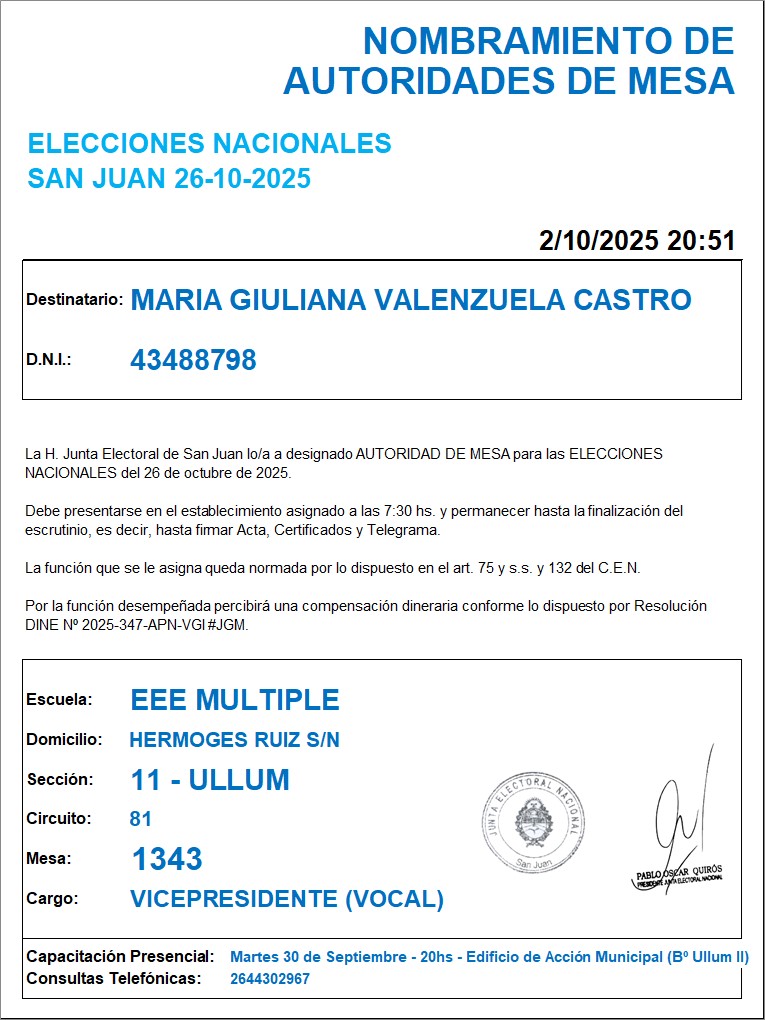 NOMBRAMIENTO DE
AUTORIDADES DE MESA
ELECCIONES NACIONALES
SAN JUAN 26-10-2025
2/10/2025 20:51
Destinatario: MARIA GIULIANA VALENZUELA CASTRO
D.N.I.: 43488798
La H. Junta Electoral de San Juan lo/a a designado AUTORIDAD DE MESA para las ELECCIONES
NACIONALES del 26 de octubre de 2025.
Debe presentarse en el establecimiento asignado a las 7:30 hs. y permanecer hasta la finalización del
escrutinio, es decir, hasta firmar Acta, Certificados y Telegrama.
La función que se le asigna queda normada por lo dispuesto en el art. 75 y s.s. y 132 del C.E.N.
Por la función desempeñada percibirá una compensación dineraria conforme lo dispuesto por Resolución
DINE Nº 2025-347-APN-VGI#JGM.
Escuela: EEE MULTIPLE
Domicilio: HERMOGES RUIZ S/N
Sección: 11 - ULLUM
Circuito: 81
Mesa: 1343
Cargo: VICEPRESIDENTE (VOCAL)
JUNTA ELECTORAL NACIONAL
San Juan
PABLO OSCAR QUIRÓS
PRESIDENTE JUNTA ELECTORAL NACIONAL
Capacitación Presencial: Martes 30 de Septiembre - 20hs - Edificio de Acción Municipal (Bº Ullum II)
Consultas Telefónicas: 2644302967